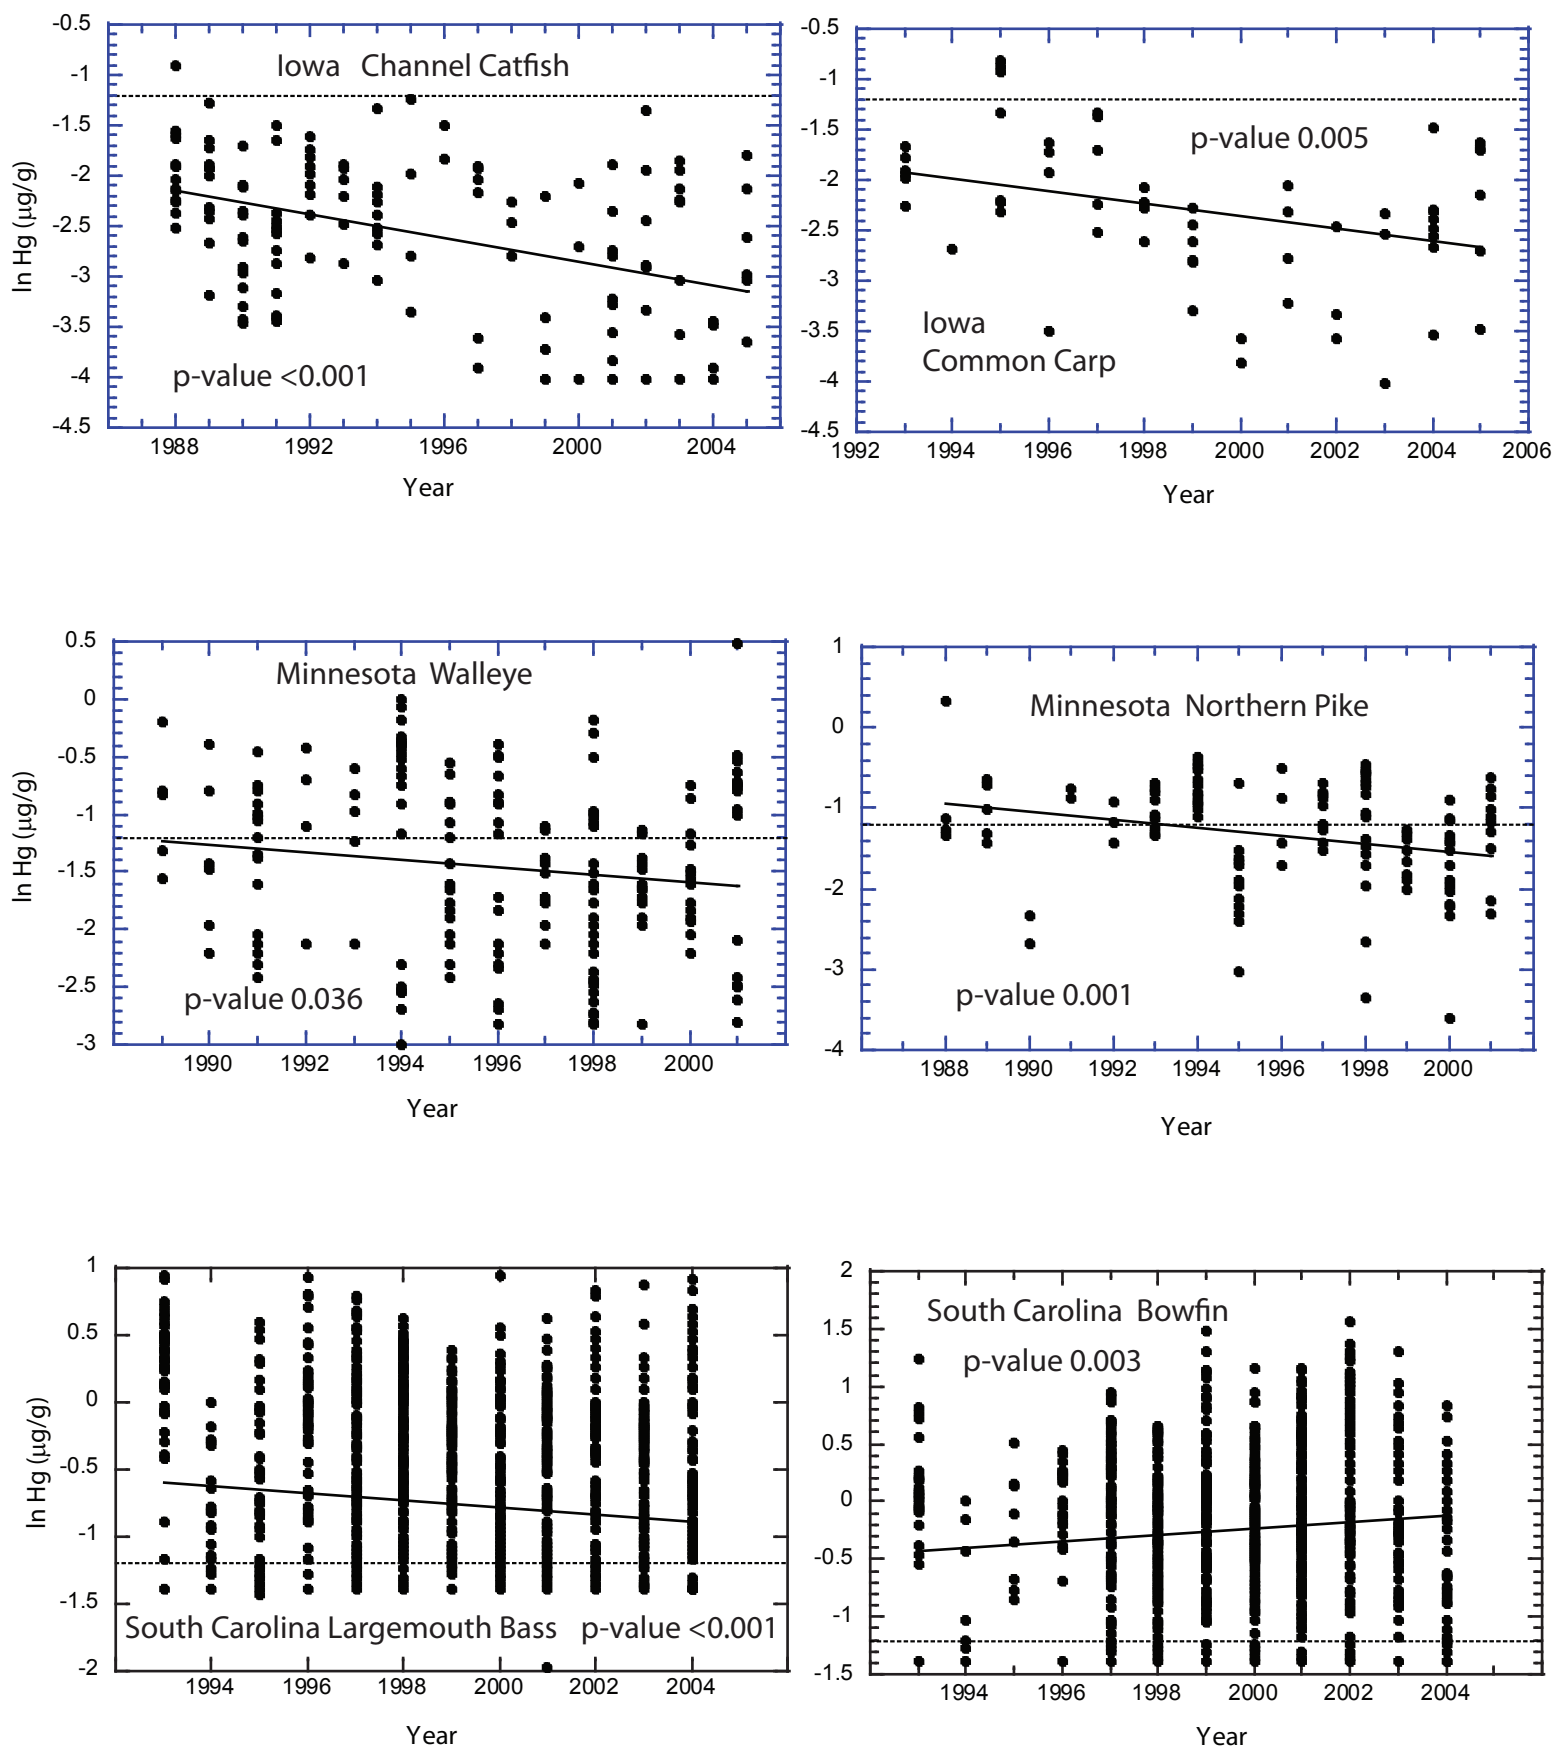 Iowa Channel Catfish
ln Hg (µg/g)
-0.5
-1
-1.5
-2
-2.5
-3
-3.5
-4
-4.5
p-value <0.001
1988 1992 1996 2000 2004
Year
-0.5
-1
-1.5
-2
-2.5
-3
-3.5
-4
-4.5
p-value 0.005
Iowa
Common Carp
1992 1994 1996 1998 2000 2002 2004 2006
Year
Minnesota Walleye
ln Hg (µg/g)
0.5
0
-0.5
-1
-1.5
-2
-2.5
-3
p-value 0.036
1990 1992 1994 1996 1998 2000
Year
Minnesota Northern Pike
1
0
-1
-2
-3
-4
p-value 0.001
1988 1990 1992 1994 1996 1998 2000
Year
ln Hg (µg/g)
1
0.5
0
-0.5
-1
-1.5
-2
South Carolina Largemouth Bass p-value <0.001
1994 1996 1998 2000 2002 2004
Year
South Carolina Bowfin
p-value 0.003
2
1.5
1
0.5
0
-0.5
-1
-1.5
1994 1996 1998 2000 2002 2004
Year